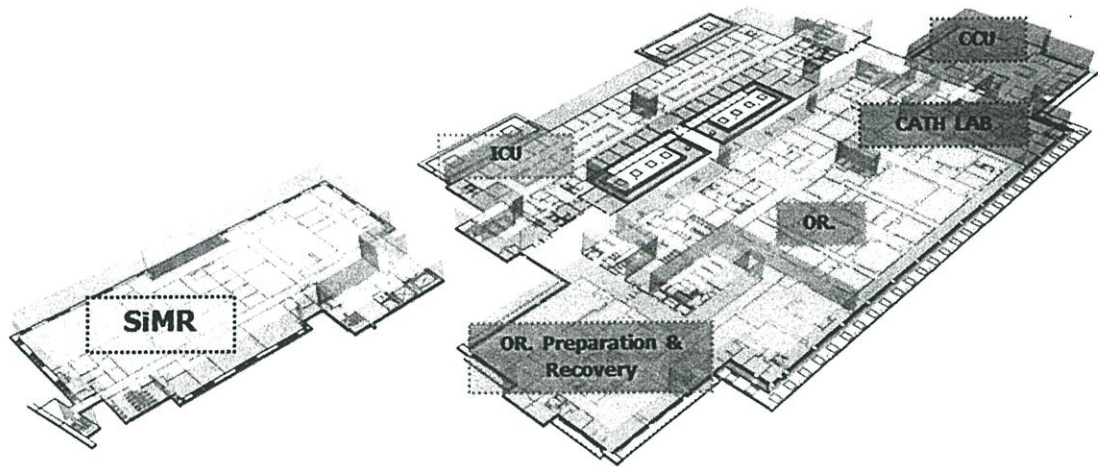 CCU
CATH LAB
ICU
OR.
SiMR
OR. Preparation &
Recovery